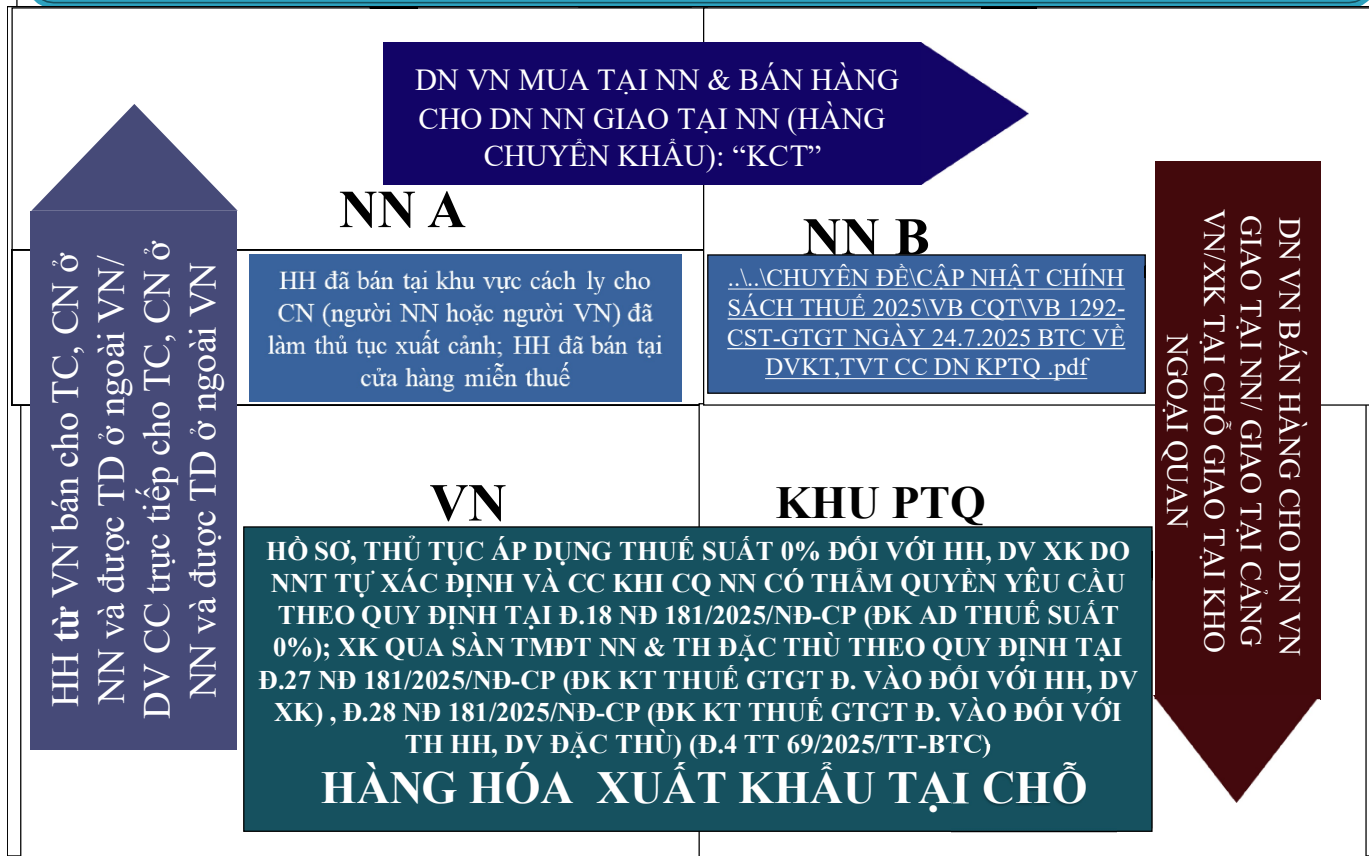 DN VN MUA TẠI NN & BÁN HÀNG
CHO DN NN GIAO TẠI NN (HÀNG
CHUYỂN KHẨU): “KCT”
HH từ VN bán cho TC, CN ở
NN và được TD ở ngoài VN/
DV CC trực tiếp cho TC, CN ở
NN và được TD ở ngoài VN
NN A
NN B
HH đã bán tại khu vực cách ly cho
CN (người NN hoặc người VN) đã
làm thủ tục xuất cảnh; HH đã bán tại
cửa hàng miễn thuế
..\..\CHUYÊN ĐỀ\CẬP NHẬT CHÍNH
SÁCH THUẾ 2025\VB CQT\VB 1292-
CST-GTGT NGÀY 24.7.2025 BTC VỀ
DVKT,TVT CC DN KPTQ .pdf
DN VN BÁN HÀNG CHO DN VN
GIAO TẠI NN/ GIAO TẠI CẢNG
VN/XK TẠI CHỖ GIAO TẠI KHO
NGOẠI QUAN
VN
KHU PTQ
HỒ SƠ, THỦ TỤC ÁP DỤNG THUẾ SUẤT 0% ĐỐI VỚI HH, DV XK DO
NNT TỰ XÁC ĐỊNH VÀ CC KHI CQ NN CÓ THẨM QUYỀN YÊU CẦU
THEO QUY ĐỊNH TẠI Đ.18 NĐ 181/2025/NĐ-CP (ĐK AD THUẾ SUẤT
0%); XK QUA SÀN TMĐT NN & TH ĐẶC THÙ THEO QUY ĐỊNH TẠI
Đ.27 NĐ 181/2025/NĐ-CP (ĐK KT THUẾ GTGT Đ. VÀO ĐỐI VỚI HH, DV
XK) , Đ.28 NĐ 181/2025/NĐ-CP (ĐK KT THUẾ GTGT Đ. VÀO ĐỐI VỚI
TH HH, DV ĐẶC THÙ) (Đ.4 TT 69/2025/TT-BTC)
HÀNG HÓA XUẤT KHẨU TẠI CHỖ